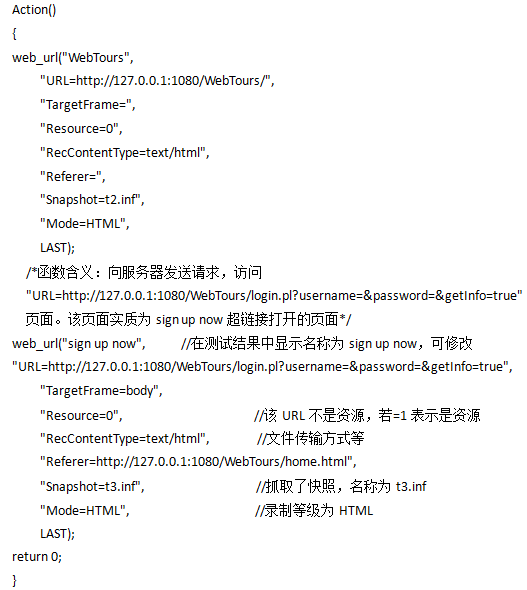 Action()
{
web_url("WebTours",
"URL=http://127.0.0.1:1080/WebTours/",
"TargetFrame=",
"Resource=0",
"RecContentType=text/html",
"Referer=",
"Snapshot=t2.inf",
"Mode=HTML",
LAST);
/*函数含义：向服务器发送请求，访问
"URL=http://127.0.0.1:1080/WebTours/login.pl?username=&password=&getInfo=true"
页面。该页面实质为 sign up now 超链接打开的页面*/
web_url("sign up now", //在测试结果中显示名称为 sign up now，可修改
"URL=http://127.0.0.1:1080/WebTours/login.pl?username=&password=&getInfo=true",
"TargetFrame=body",
"Resource=0", //该 URL 不是资源，若=1 表示是资源
"RecContentType=text/html", //文件传输方式等
"Referer=http://127.0.0.1:1080/WebTours/home.html",
"Snapshot=t3.inf", //抓取了快照，名称为 t3.inf
"Mode=HTML", //录制等级为 HTML
LAST);
return 0;
}